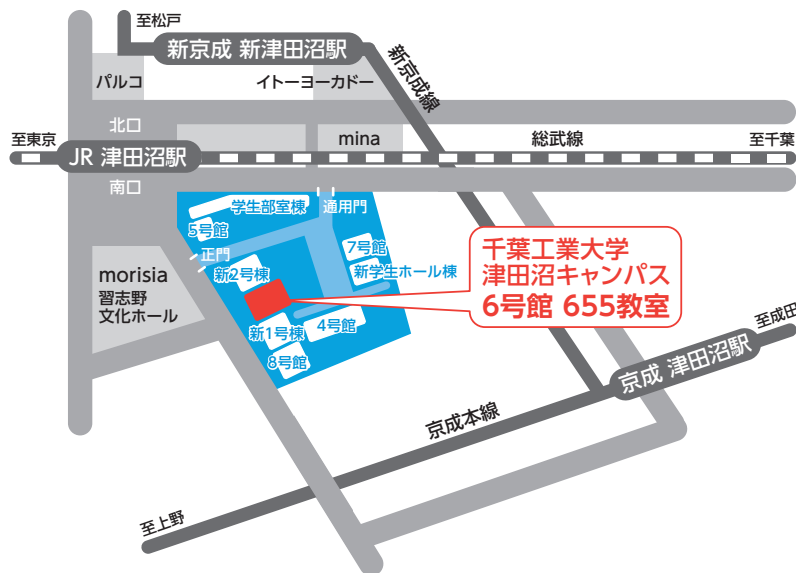 至松戸
新京成 新津田沼駅
新京成線
パルコ
イトーヨーカドー
北口
mina
総武線
至東京
至千葉
JR 津田沼駅
南口
学生部室棟
通用門
5号館
正門
7号館
新学生ホール棟
新2号棟
千葉工業大学
津田沼キャンパス
6号館 655教室
morisia
習志野
文化ホール
新1号棟
4号館
8号館
至成田
京成 津田沼駅
京成本線
至上野